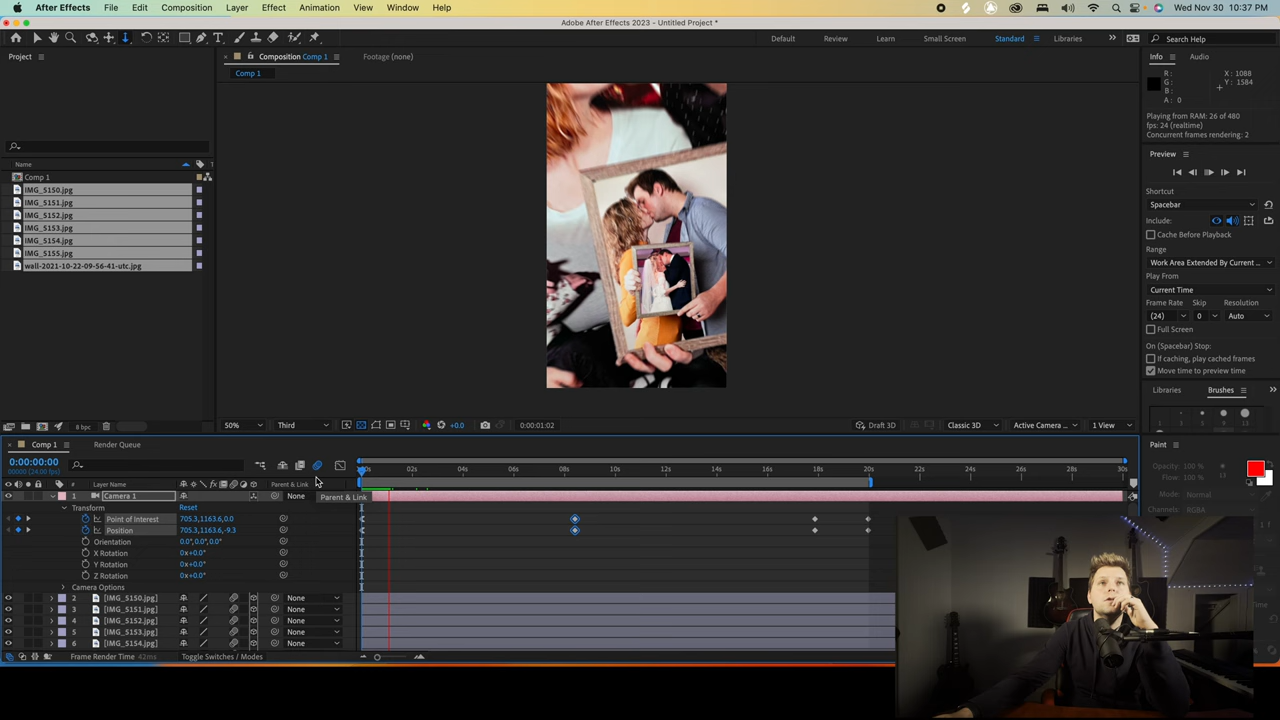 After Effects File Edit Composition Layer Effect Animation View Window Help Wed Nov 30 10:37 PM
Adobe After Effects 2023 - Untitled Project *
Default Review Learn Small Screen Standard Libraries Search Help
Project
Composition Comp 1
Footage (none)
Info Audio
Comp 1
R :
G :
B :
A : 0
X : 1088
Y : 1584
Playing from RAM: 26 of 480
fps: 24 (realtime)
Concurrent frames rendering: 2
Preview
Shortcut
Spacebar
Include:
Cache Before Playback
Range
Work Area Extended By Current ...
Play From
Current Time
Frame Rate Skip Resolution
(24) 0 Auto
Full Screen
On (Spacebar) Stop:
If caching, play cached frames
Move time to preview time
Libraries Brushes
Name
Comp 1
IMG_5150.jpg
IMG_5151.jpg
IMG_5152.jpg
IMG_5153.jpg
IMG_5154.jpg
IMG_5155.jpg
wall-2021-10-22-09-56-41-utc.jpg
8 bpc
50% Third +0.0 0:00:01:02 Draft 3D Classic 3D Active Camera ... 1 View
Paint
Opacity: 100 %
Flow: 100 %
Comp 1 Render Queue
0:00:00:00
# Layer Name Parent & Link
02s 04s 06s 08s 10s 12s 14s 16s 18s 20s 22s 24s 26s 28s 30s
1 Camera 1 None
Parent & Link
Transform Reset
Point of Interest 705.3,1163.6,0.0
Position 705.3,1163.6,-9.3
Orientation 0.0°,0.0°,0.0°
X Rotation 0x+0.0°
Y Rotation 0x+0.0°
Z Rotation 0x+0.0°
Camera Options
2 [IMG_5150.jpg] None
3 [IMG_5151.jpg] None
4 [IMG_5152.jpg] None
5 [IMG_5153.jpg] None
6 [IMG_5154.jpg] None
Frame Render Time 42ms Toggle Switches / Modes